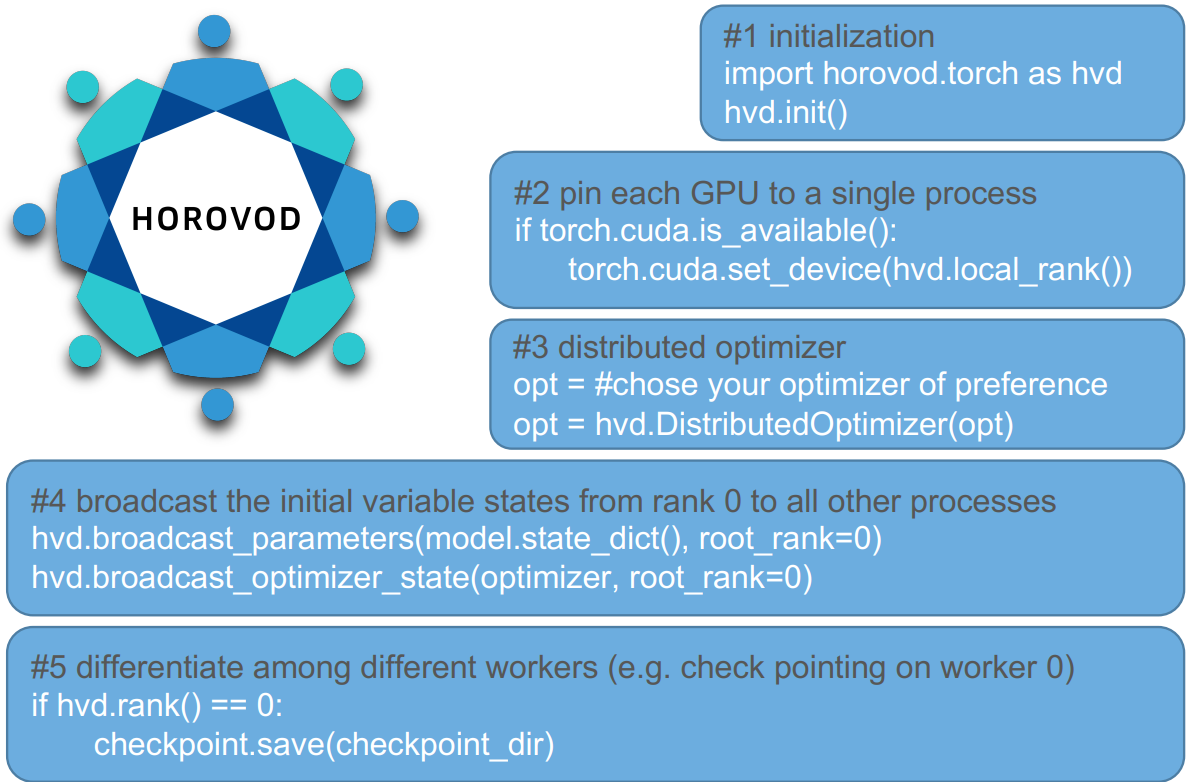 HOROVOD
#1 initialization
import horovod.torch as hvd
hvd.init()
#2 pin each GPU to a single process
if torch.cuda.is_available():
torch.cuda.set_device(hvd.local_rank())
#3 distributed optimizer
opt = #chose your optimizer of preference
opt = hvd.DistributedOptimizer(opt)
#4 broadcast the initial variable states from rank 0 to all other processes
hvd.broadcast_parameters(model.state_dict(), root_rank=0)
hvd.broadcast_optimizer_state(optimizer, root_rank=0)
#5 differentiate among different workers (e.g. check pointing on worker 0)
if hvd.rank() == 0:
checkpoint.save(checkpoint_dir)